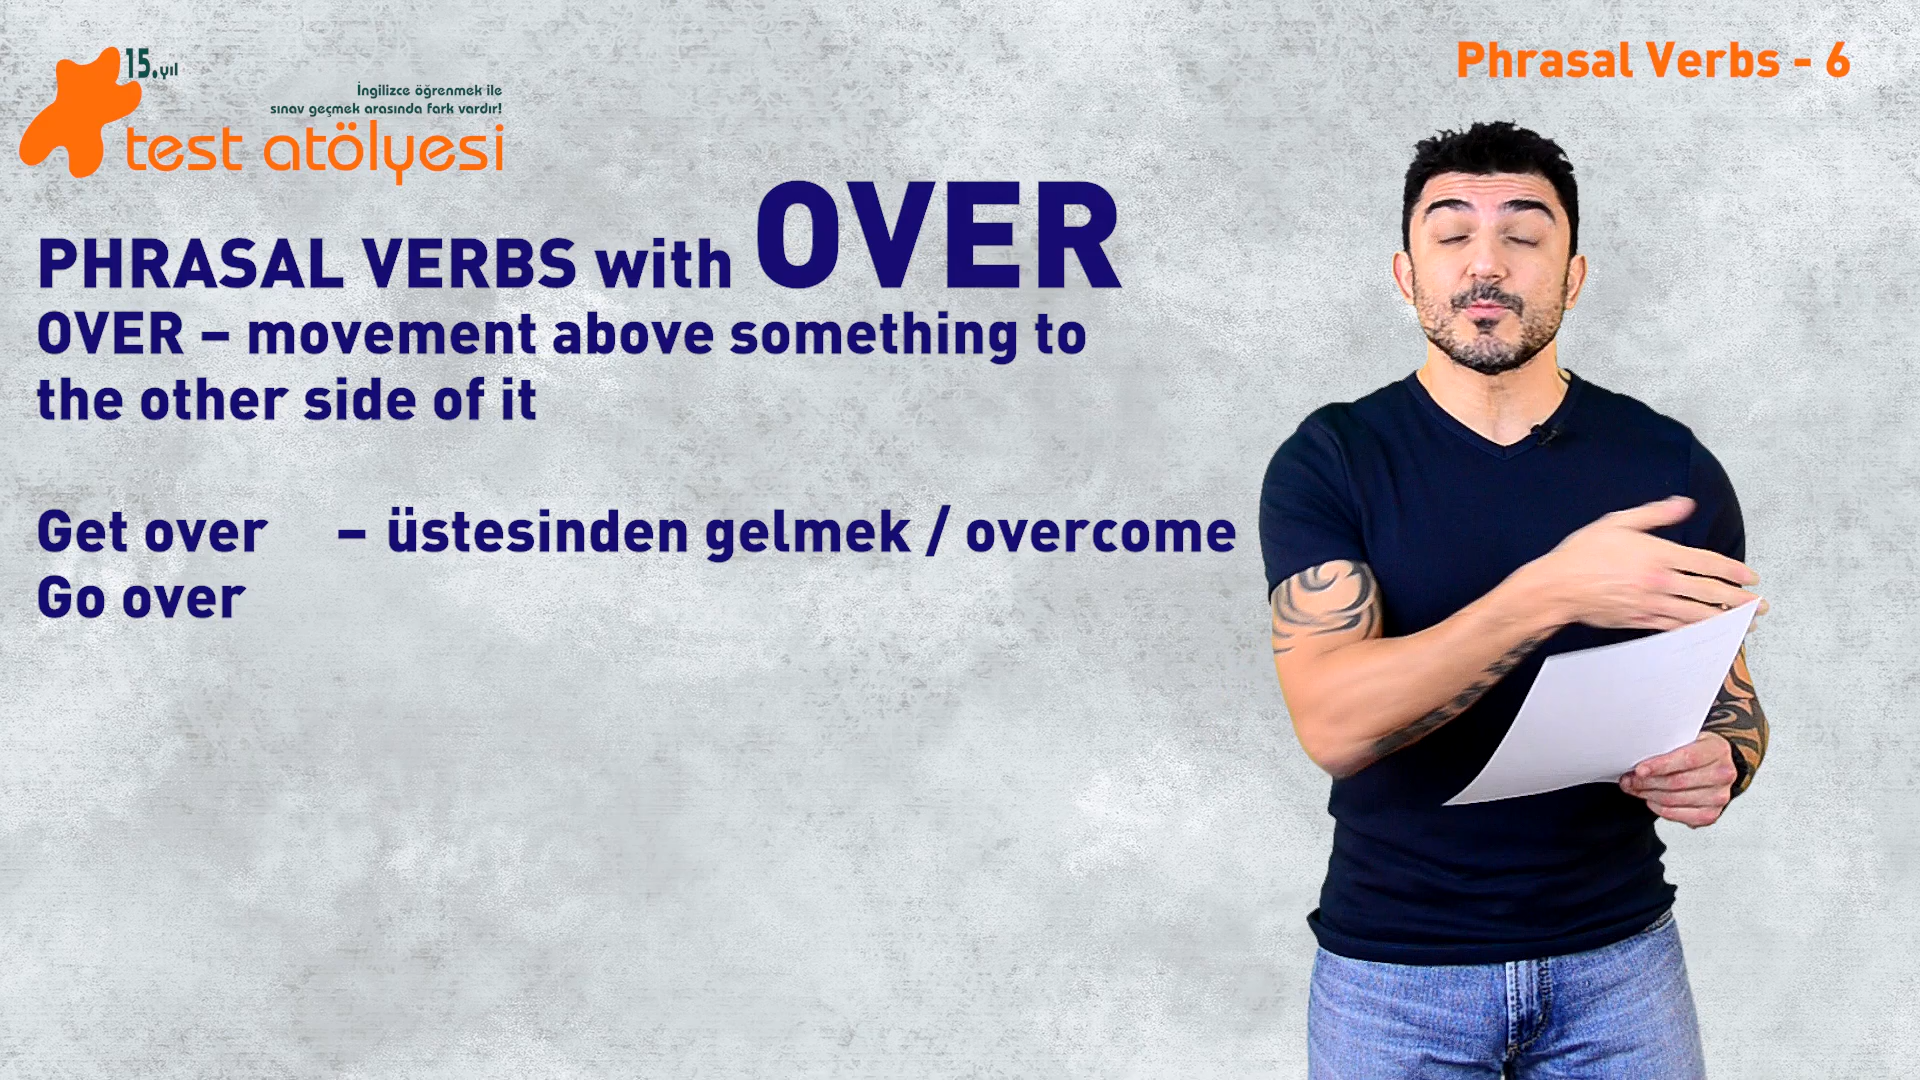 15.yıl
İngilizce öğrenmek ile
sınav geçmek arasında fark vardır!
test atölyesi
Phrasal Verbs - 6
PHRASAL VERBS with OVER
OVER – movement above something to
the other side of it
Get over – üstesinden gelmek / overcome
Go over